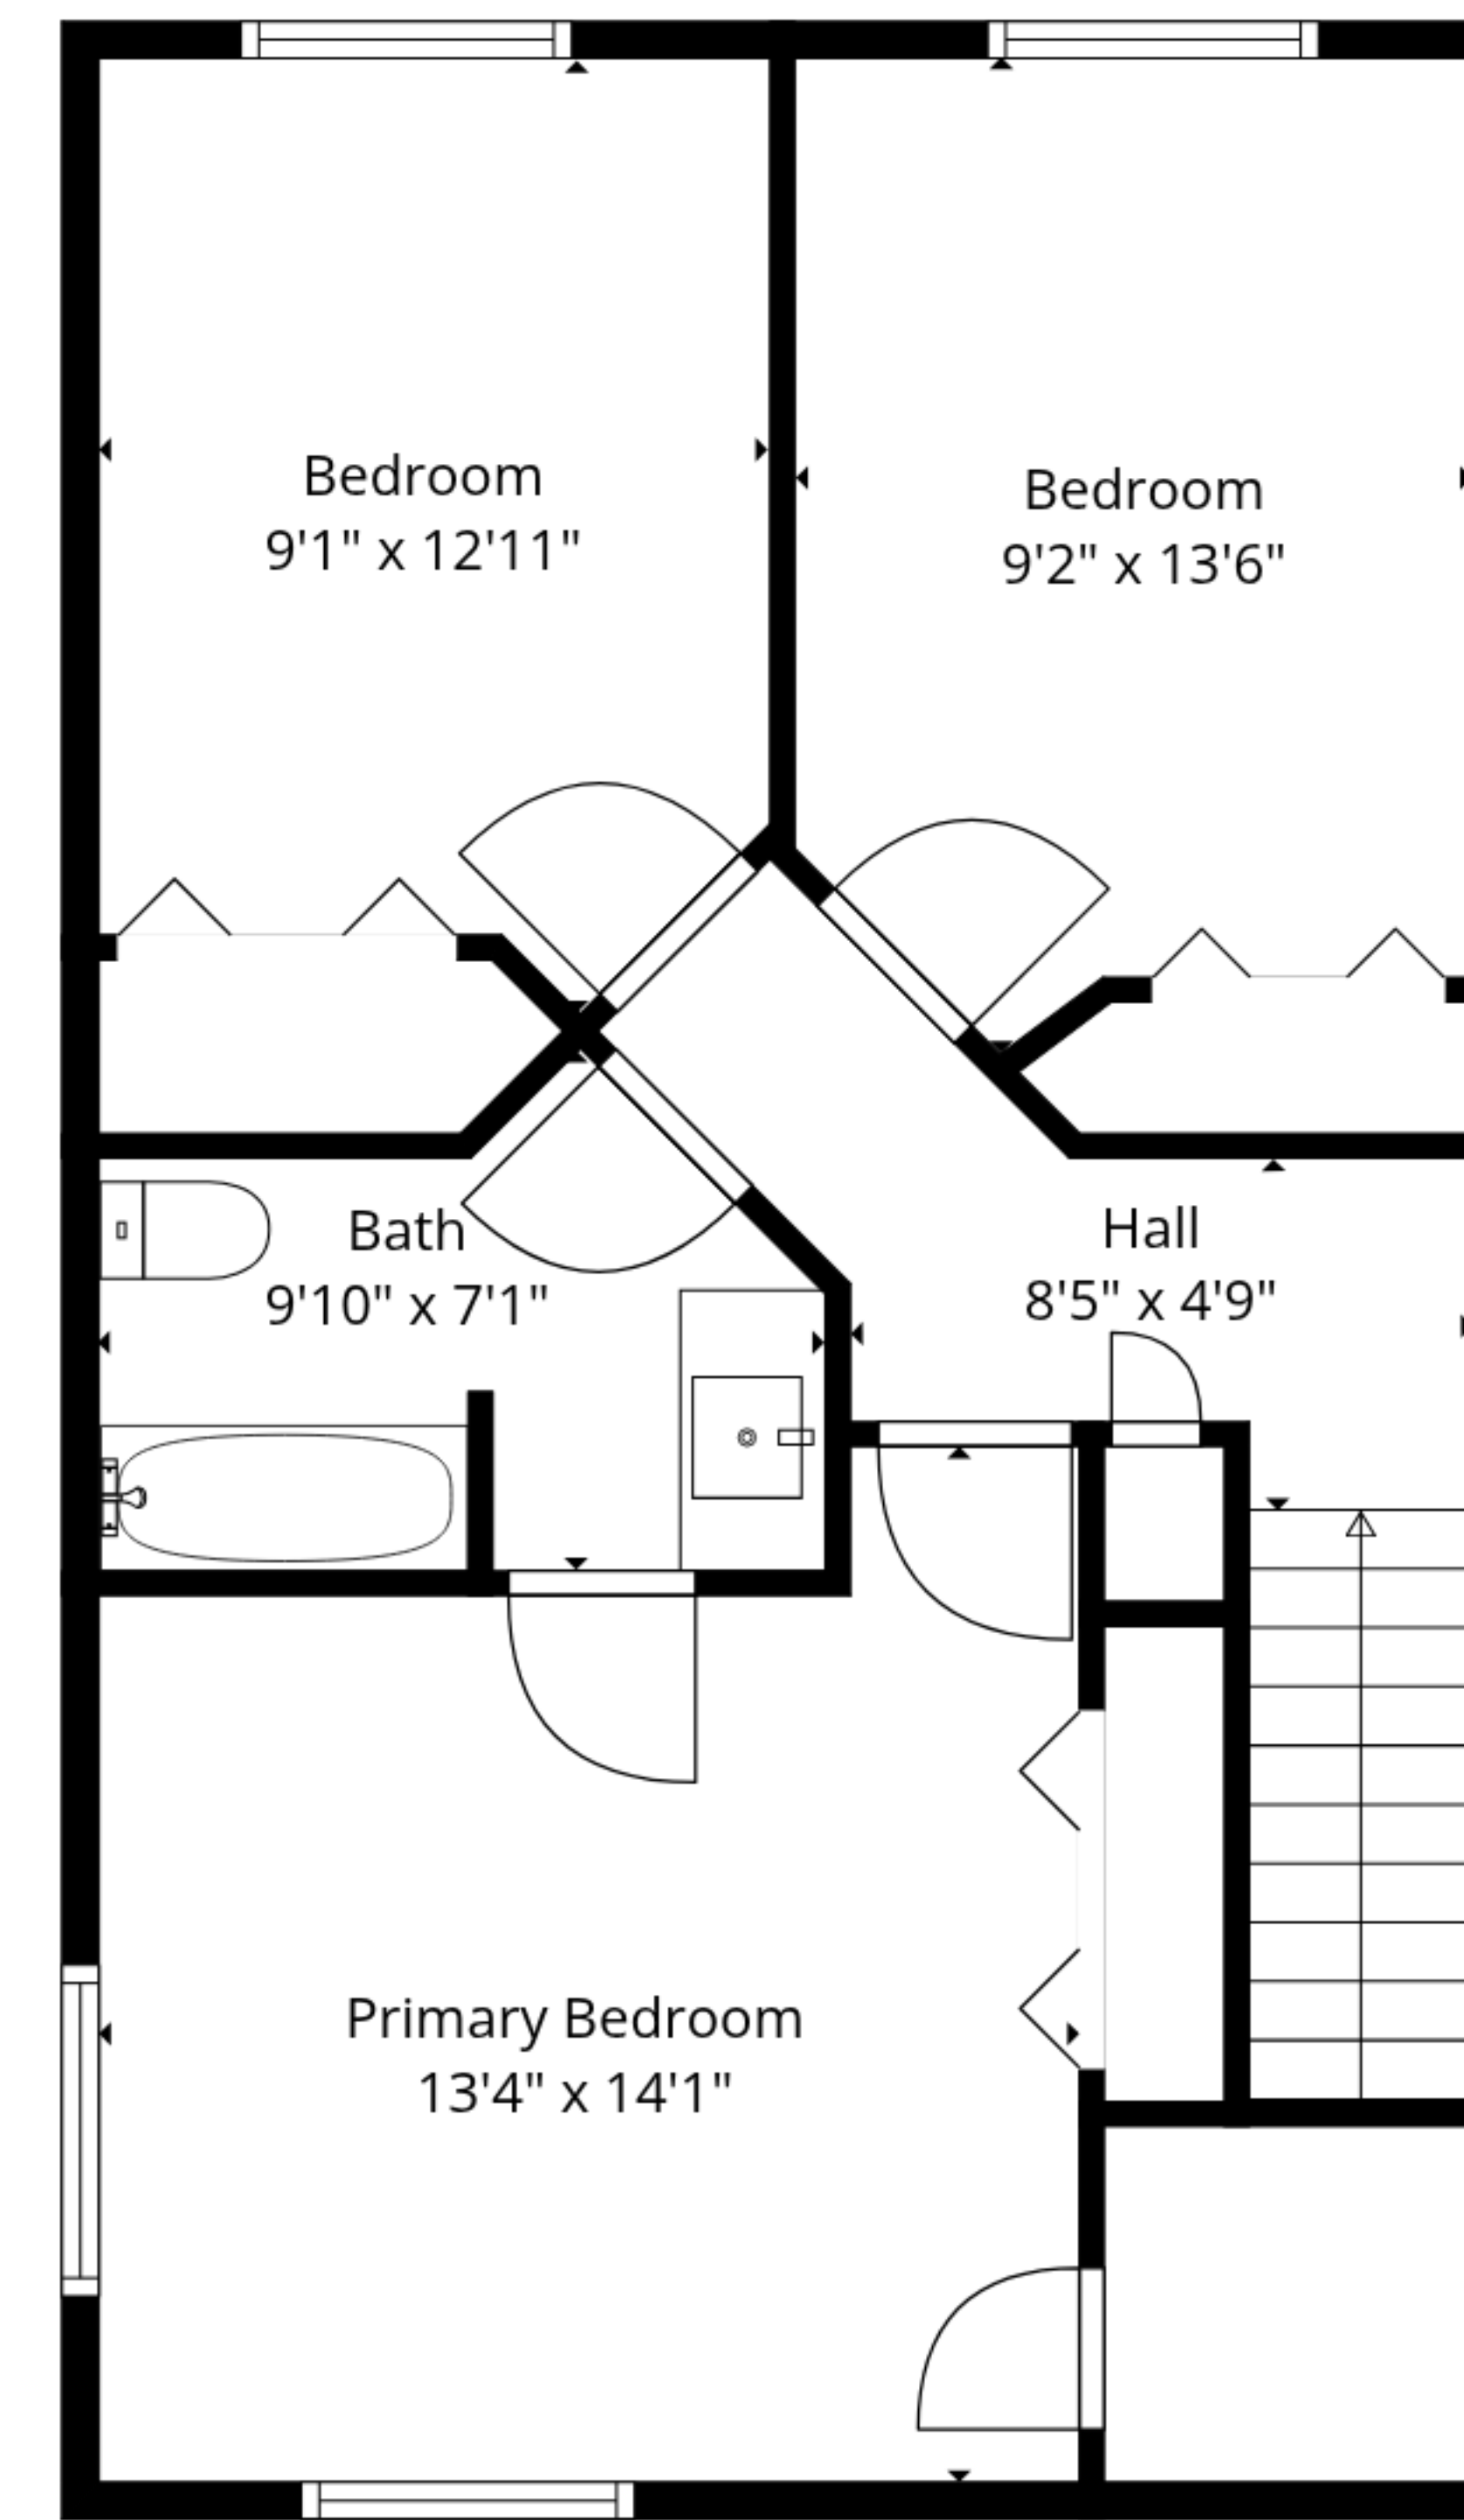 Bedroom
9'1" x 12'11"
Bedroom
9'2" x 13'6"
Bath
9'10" x 7'1"
Hall
8'5" x 4'9"
Primary Bedroom
13'4" x 14'1"